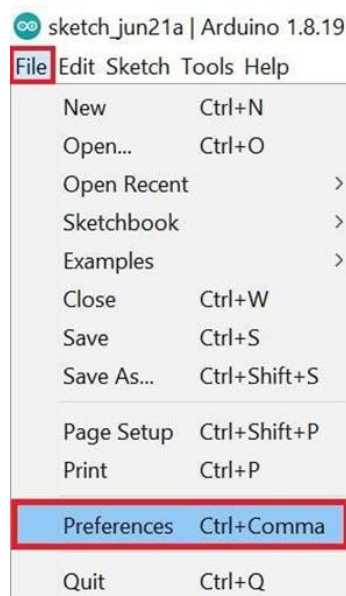 sketch_jun21a | Arduino 1.8.19
File Edit Sketch Tools Help
New Ctrl+N
Open... Ctrl+O
Open Recent >
Sketchbook >
Examples >
Close Ctrl+W
Save Ctrl+S
Save As... Ctrl+Shift+S
Page Setup Ctrl+Shift+P
Print Ctrl+P
Preferences Ctrl+Comma
Quit Ctrl+Q